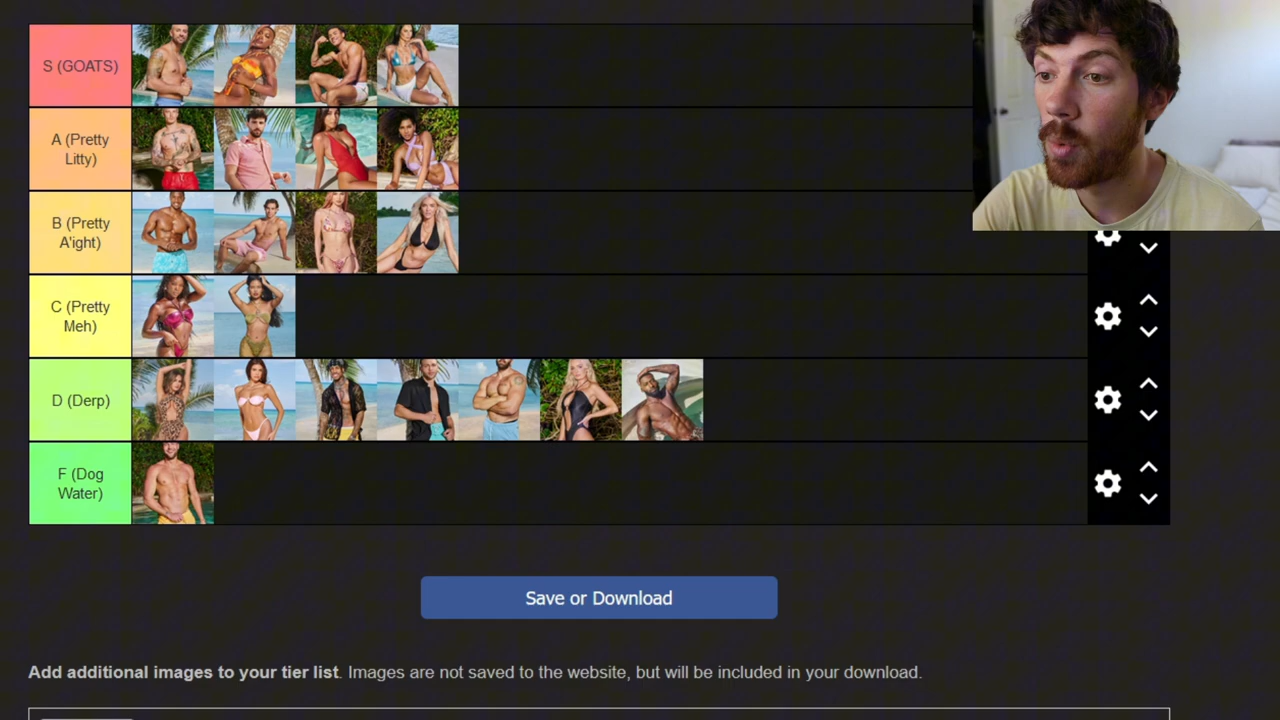 S (GOATS)
A (Pretty
Litty)
B (Pretty
A'ight)
C (Pretty
Meh)
D (Derp)
F (Dog
Water)
Save or Download
Add additional images to your tier list. Images are not saved to the website, but will be included in your download.